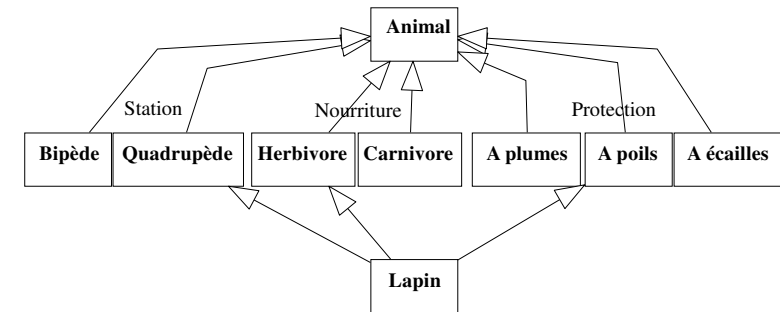 Animal
Station Nourriture Protection
Bipède Quadrupède Herbivore Carnivore A plumes A poils A écailles
Lapin